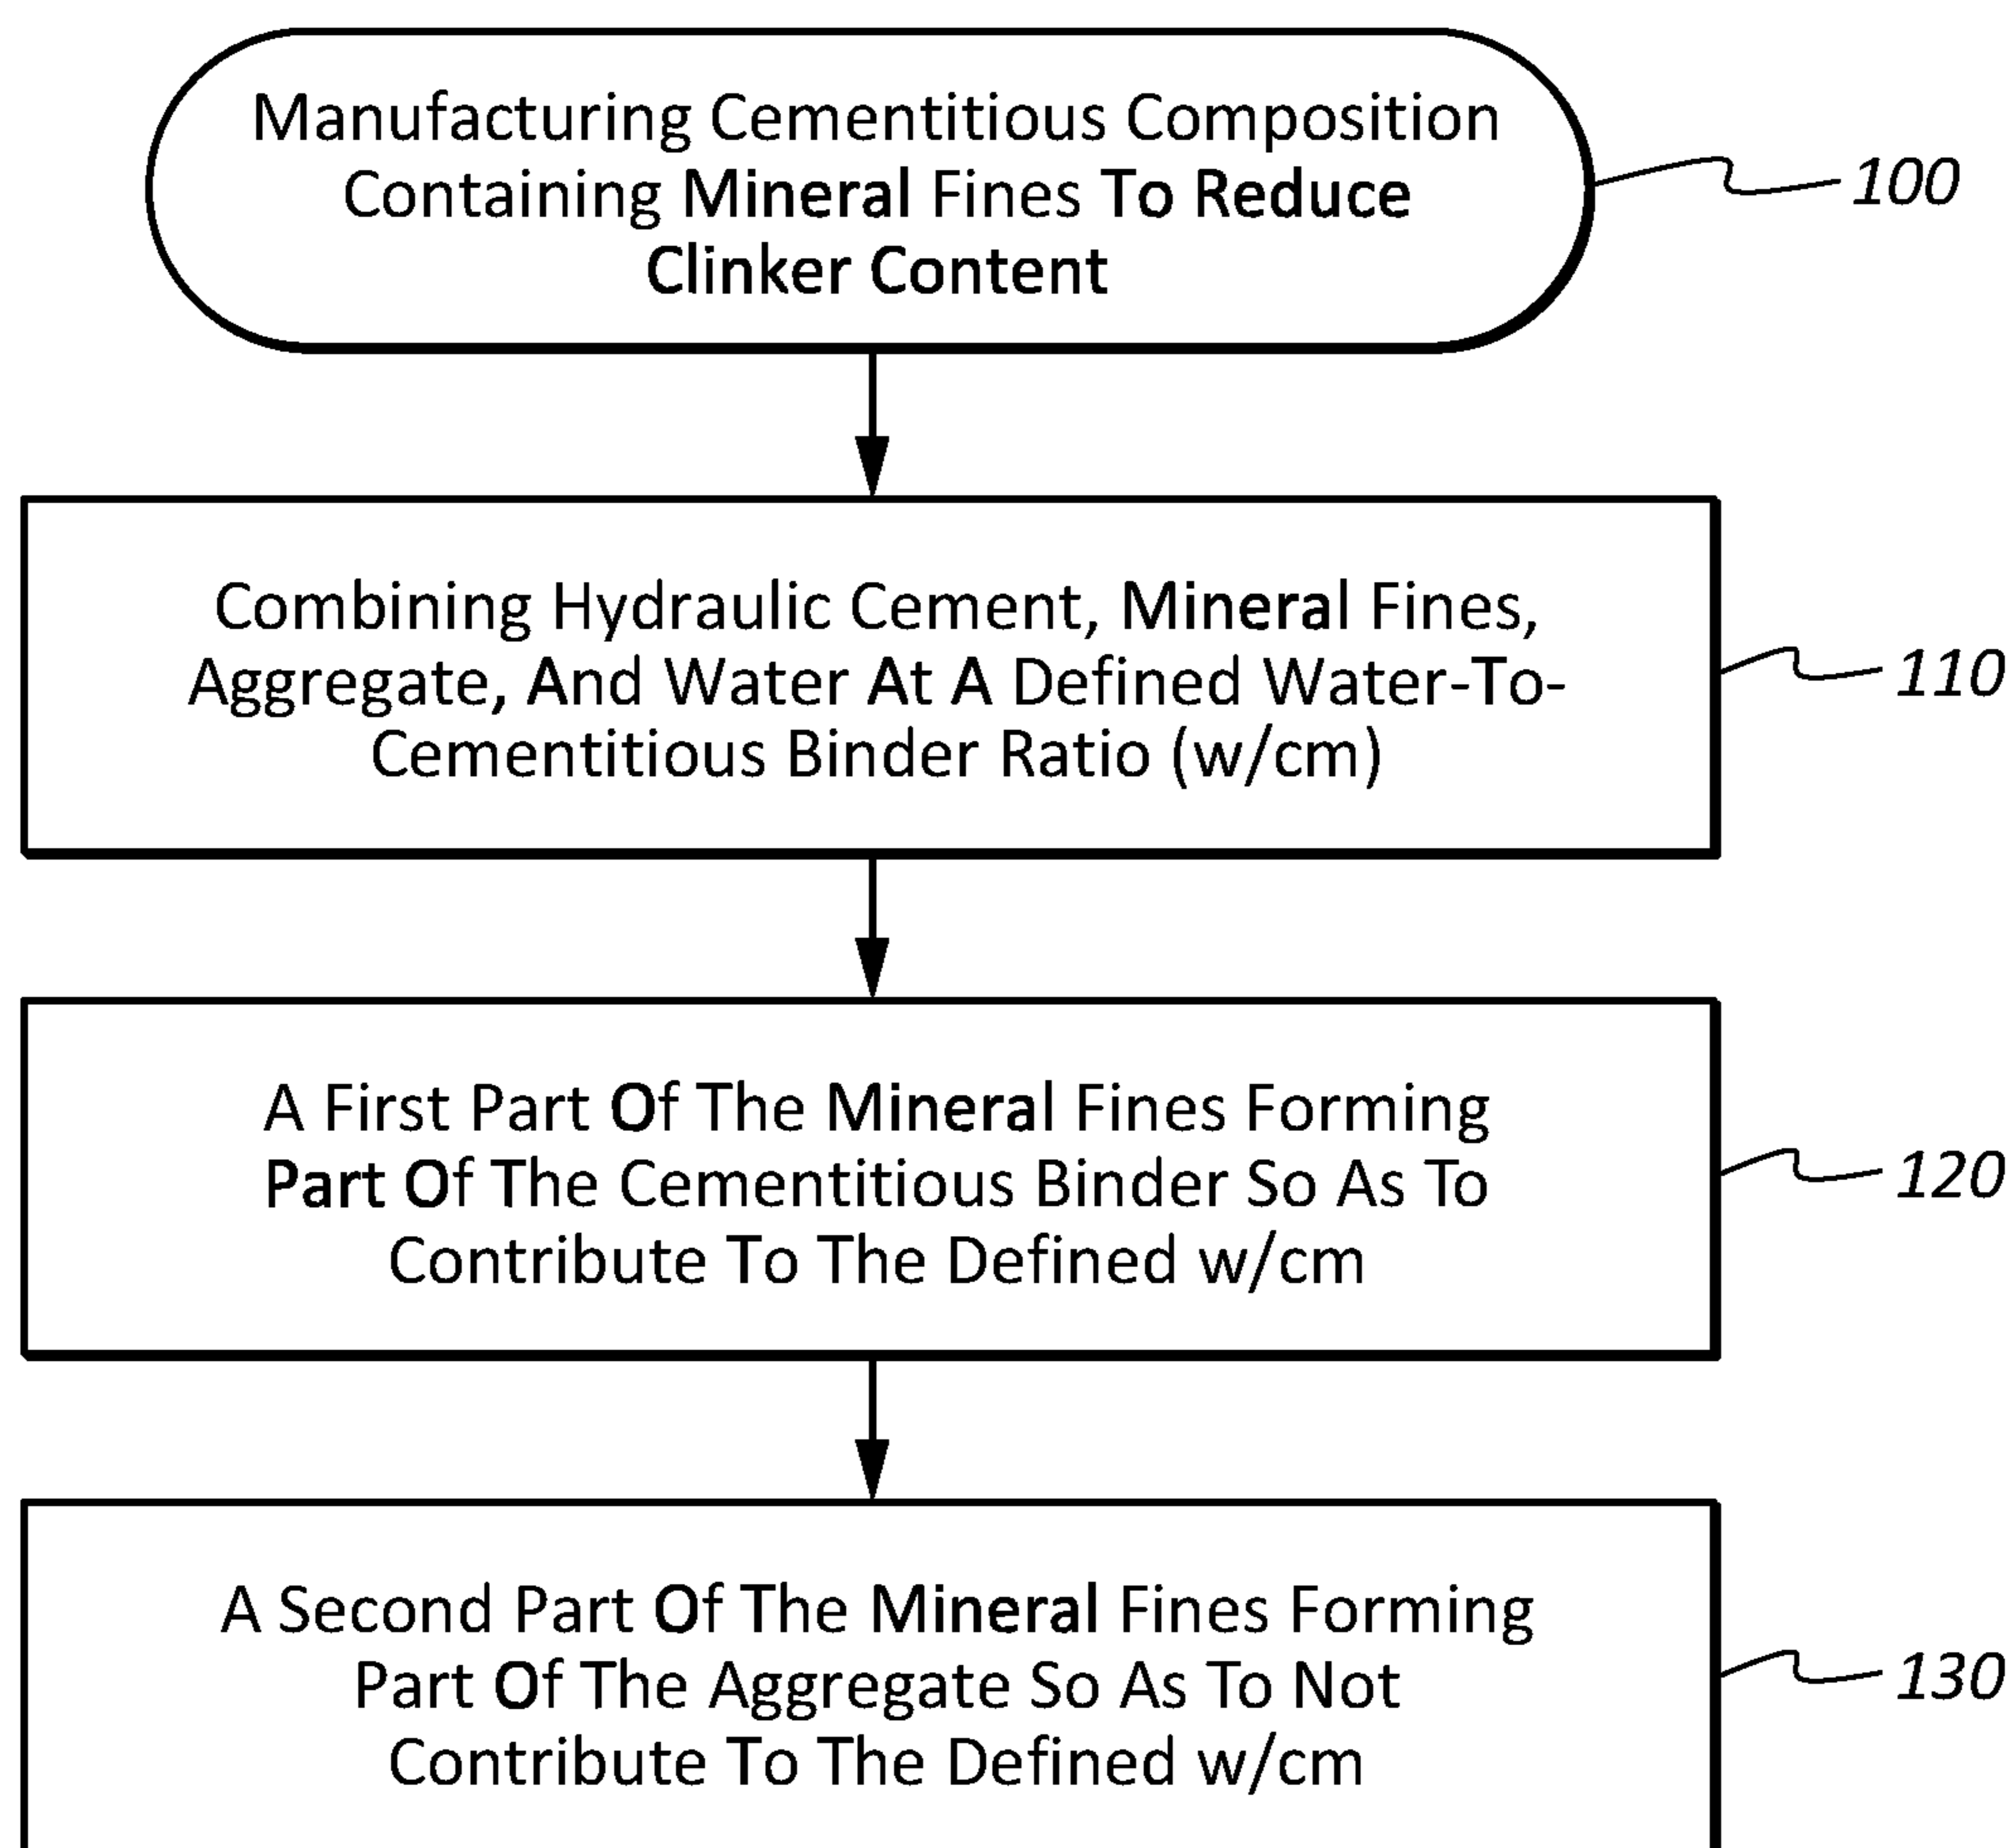 Manufacturing Cementitious Composition
Containing Mineral Fines To Reduce
Clinker Content
100
Combining Hydraulic Cement, Mineral Fines,
Aggregate, And Water At A Defined Water-To-
Cementitious Binder Ratio (w/cm)
110
A First Part Of The Mineral Fines Forming
Part Of The Cementitious Binder So As To
Contribute To The Defined w/cm
120
A Second Part Of The Mineral Fines Forming
Part Of The Aggregate So As To Not
Contribute To The Defined w/cm
130